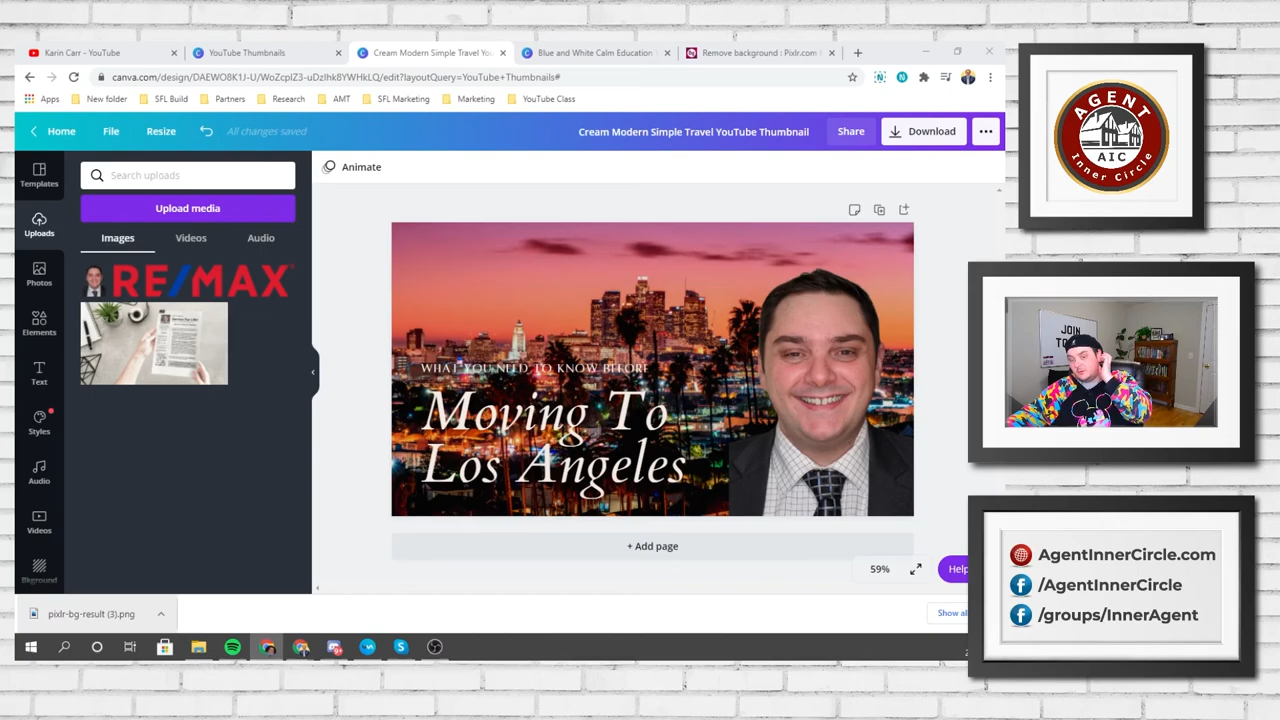 Karin Carr - YouTube
YouTube Thumbnails
Cream Modern Simple Travel You
Blue and White Calm Education
Remove background : Pixlr.com
canva.com/design/DAEWO8K1J-U/WoZcpIZ3-uDzIhk8YWHkLQ/edit?layoutQuery=YouTube+Thumbnails#
Apps
New folder
SFL Build
Partners
Research
AMT
SFL Marketing
Marketing
YouTube Class
Home
File
Resize
All changes saved
Cream Modern Simple Travel YouTube Thumbnail
Share
Download
Templates
Uploads
Photos
Elements
Text
Styles
Audio
Videos
Bkground
Search uploads
Upload media
Images
Videos
Audio
RE/MAX
Animate
WHAT YOU NEED TO KNOW BEFORE
Moving To
Los Angeles
+ Add page
59%
Help
pixlr-bg-result (3).png
Show all
AGENT
AIC
Inner Circle
JOIN
AgentInnerCircle.com
/AgentInnerCircle
/groups/InnerAgent